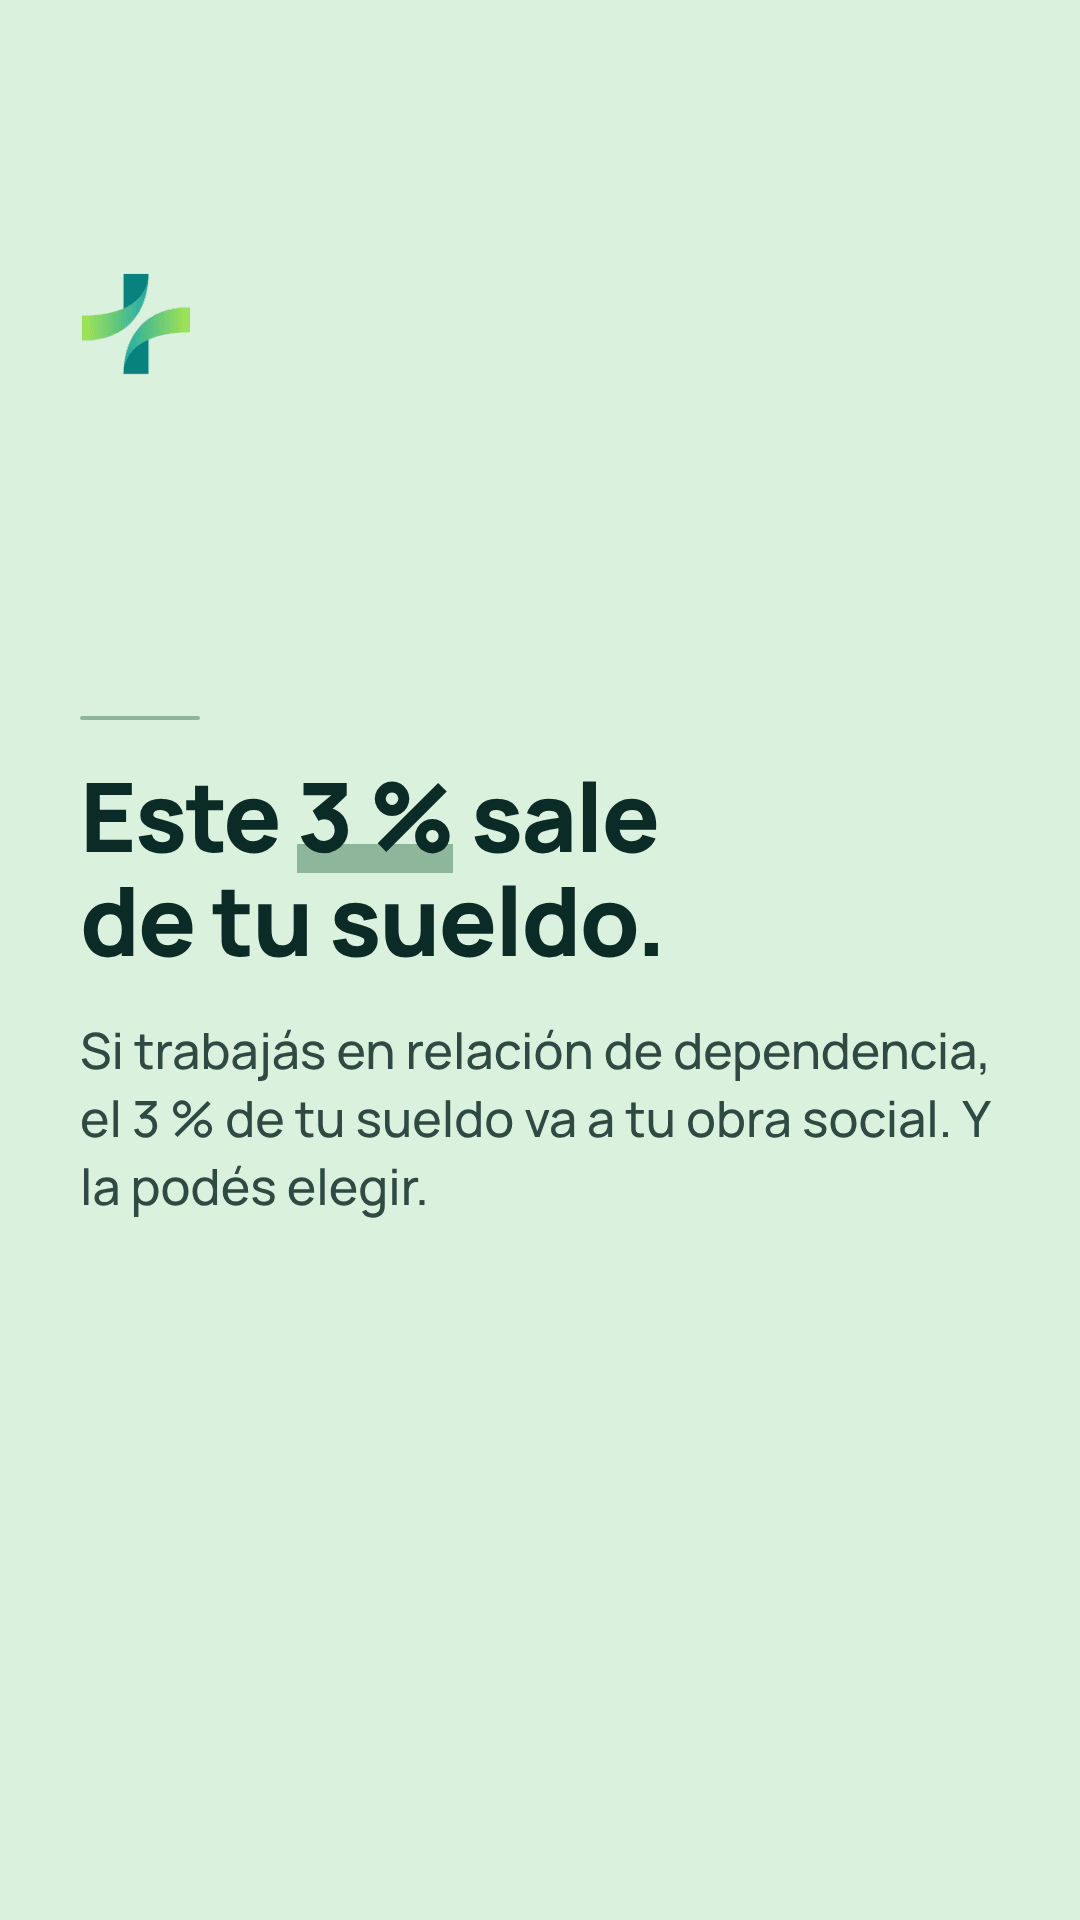 Este 3 % sale
de tu sueldo.
Si trabajás en relación de dependencia,
el 3 % de tu sueldo va a tu obra social. Y
la podés elegir.